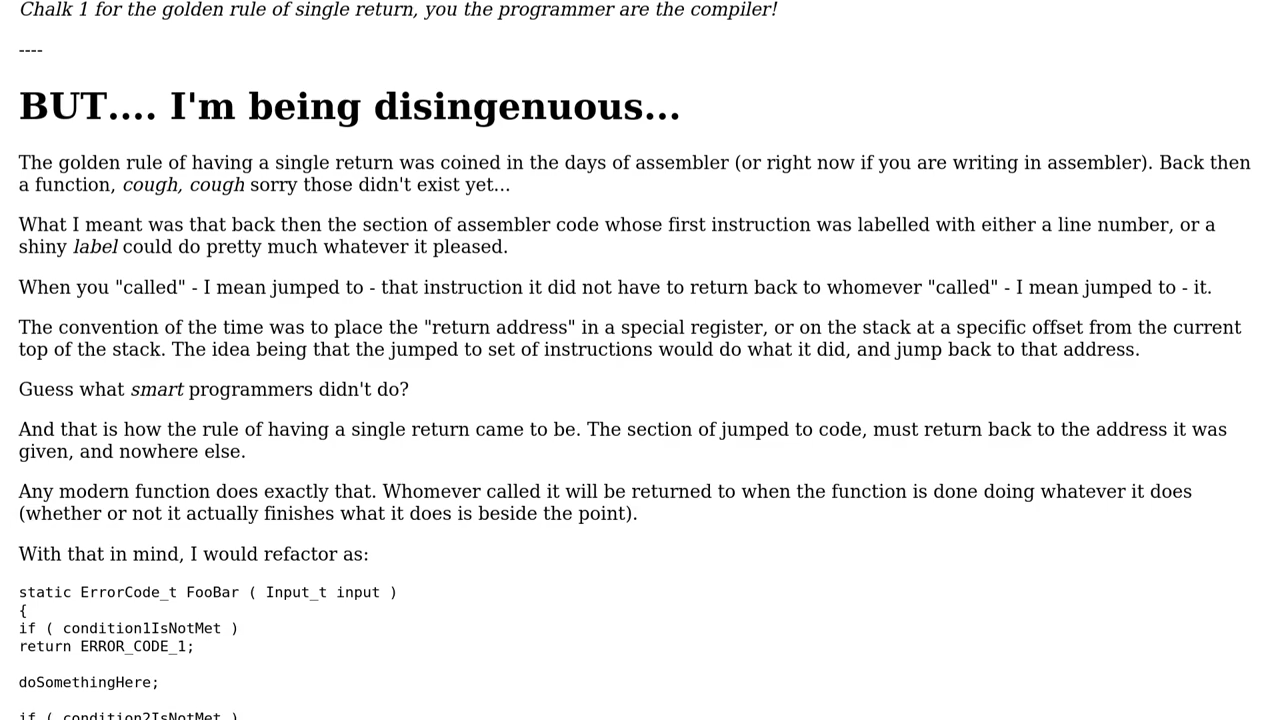 Chalk 1 for the golden rule of single return, you the programmer are the compiler!
----
BUT.... I'm being disingenuous...
The golden rule of having a single return was coined in the days of assembler (or right now if you are writing in assembler). Back then
a function, cough, cough sorry those didn't exist yet...
What I meant was that back then the section of assembler code whose first instruction was labelled with either a line number, or a
shiny label could do pretty much whatever it pleased.
When you "called" - I mean jumped to - that instruction it did not have to return back to whomever "called" - I mean jumped to - it.
The convention of the time was to place the "return address" in a special register, or on the stack at a specific offset from the current
top of the stack. The idea being that the jumped to set of instructions would do what it did, and jump back to that address.
Guess what smart programmers didn't do?
And that is how the rule of having a single return came to be. The section of jumped to code, must return back to the address it was
given, and nowhere else.
Any modern function does exactly that. Whomever called it will be returned to when the function is done doing whatever it does
(whether or not it actually finishes what it does is beside the point).
With that in mind, I would refactor as:
static ErrorCode_t FooBar ( Input_t input )
{
if ( condition1IsNotMet )
return ERROR_CODE_1;
doSomethingHere;
if ( condition2IsNotMet )